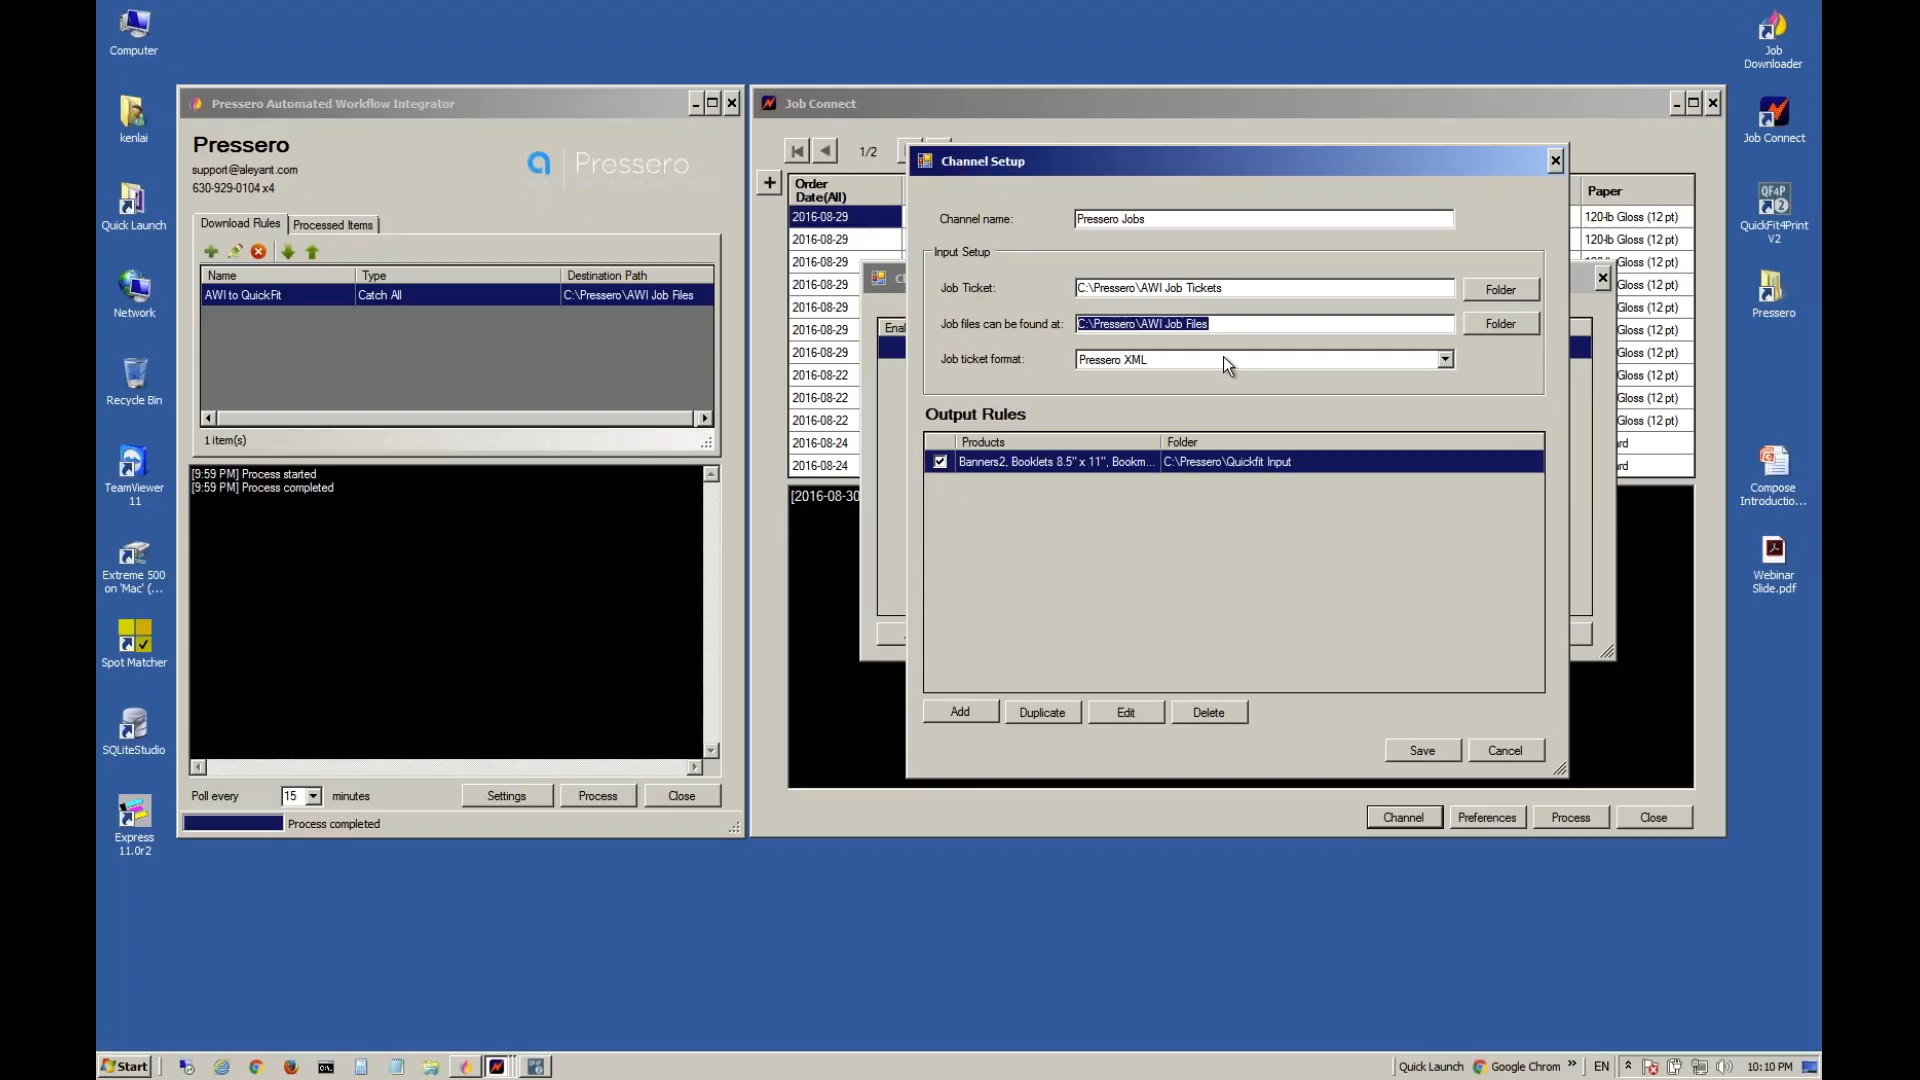 Computer
kenlai
Quick Launch
Network
Recycle Bin
TeamViewer
11
Extreme 500
on 'Mac' (...
Spot Matcher
SQLiteStudio
Express
11.0r2
Pressero Automated Workflow Integrator
Pressero
support@aleyant.com
630-929-0104 x4
a Pressero
Download Rules
Processed Items
Name Type Destination Path
AWI to QuickFit Catch All C:\Pressero\AWI Job Files
1 item(s)
[9:59 PM] Process started
[9:59 PM] Process completed
Poll every 15 minutes Settings Process Close
Process completed
Job Connect
1/2
Order
Date(All)
Paper
2016-08-29 120-lb Gloss (12 pt)
2016-08-29 120-lb Gloss (12 pt)
2016-08-29
2016-08-29 Gloss (12 pt)
2016-08-29 Gloss (12 pt)
2016-08-29 Gloss (12 pt)
2016-08-29 Gloss (12 pt)
2016-08-22 Gloss (12 pt)
2016-08-22 Gloss (12 pt)
2016-08-22 Gloss (12 pt)
2016-08-24 rd
2016-08-24 rd
[2016-08-30
Enal
Channel Setup
Channel name: Pressero Jobs
Input Setup
Job Ticket: C:\Pressero\AWI Job Tickets Folder
Job files can be found at: C:\Pressero\AWI Job Files Folder
Job ticket format: Pressero XML
Output Rules
Products Folder
Banners2, Booklets 8.5" x 11", Bookm... C:\Pressero\Quickfit Input
Add Duplicate Edit Delete
Save Cancel
Channel Preferences Process Close
Job
Downloader
Job Connect
QF4P
2
QuickFit4Print
V2
Pressero
Compose
Introductio...
Webinar
Slide.pdf
Start
Quick Launch Google Chrom » EN 10:10 PM